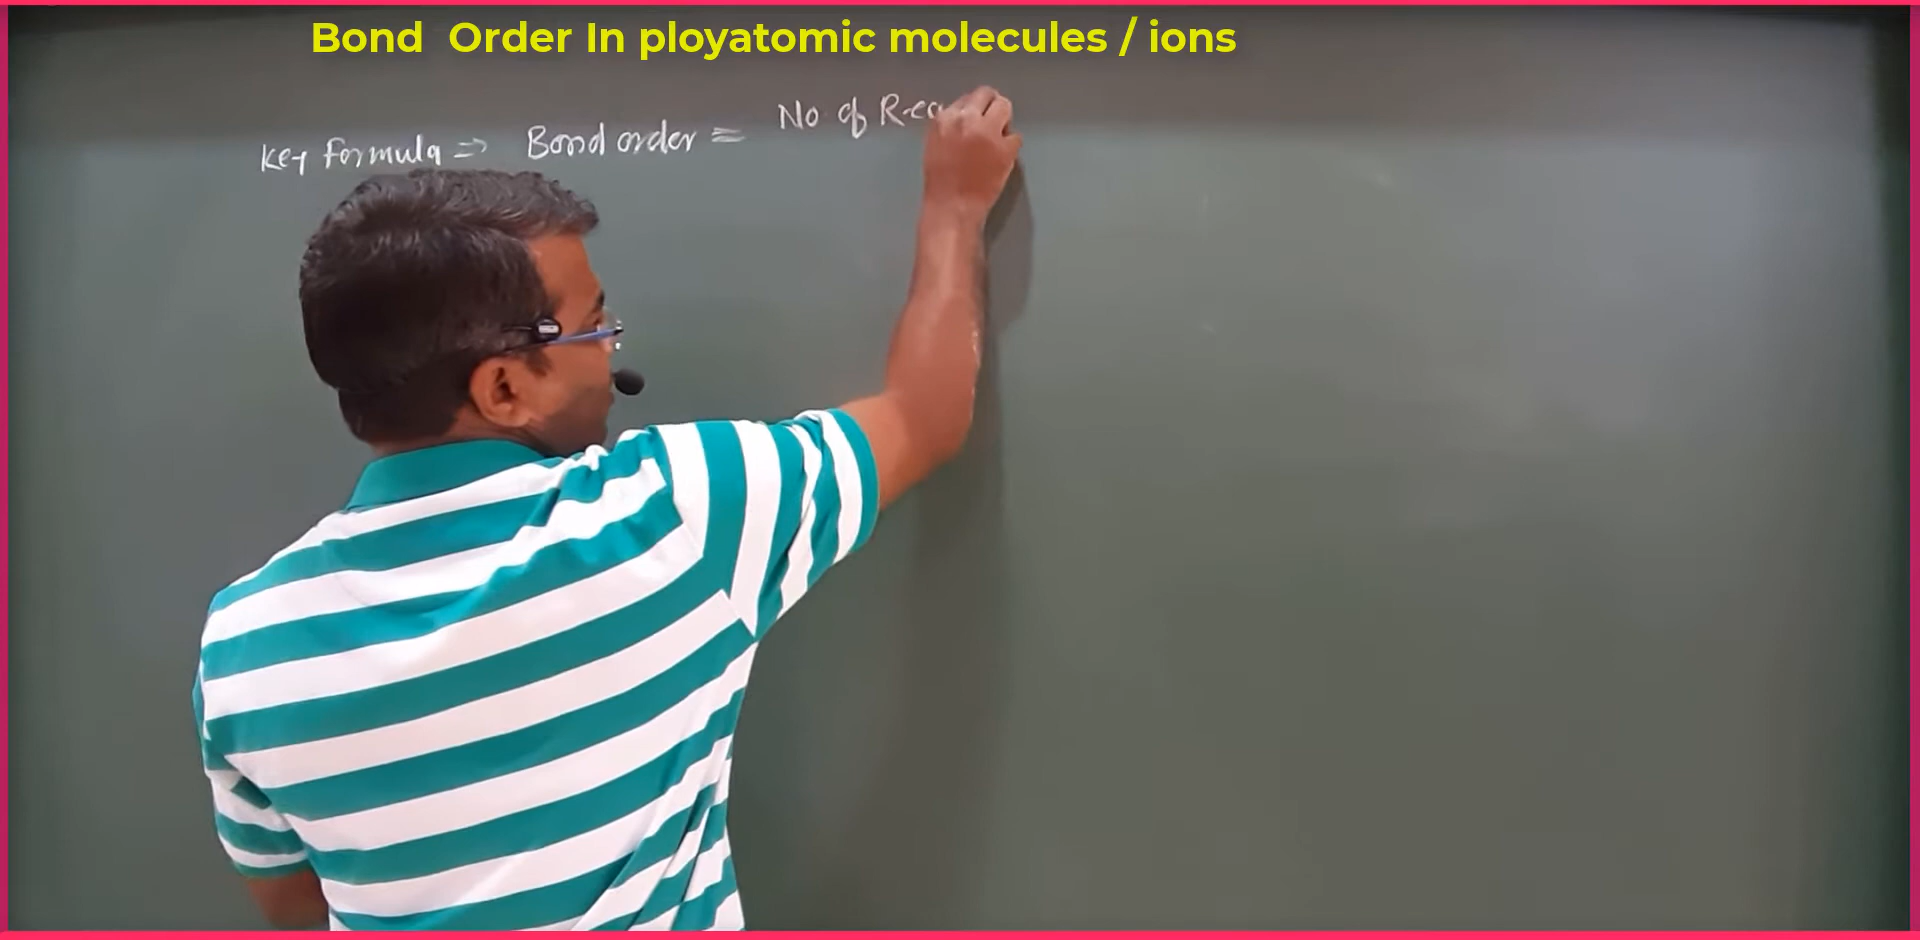 Bond Order In ployatomic molecules / ions
Key Formula => Bond order = No of